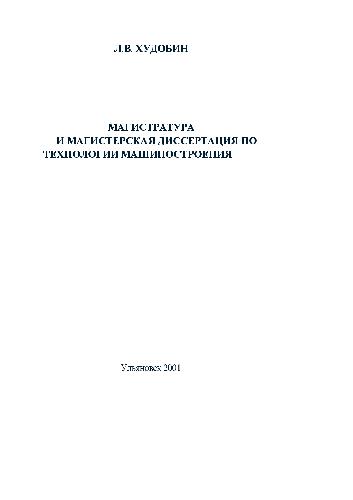 Л.В. ХУДОБИН
МАГИСТРАТУРА
И МАГИСТЕРСКАЯ ДИССЕРТАЦИЯ ПО
ТЕХНОЛОГИИ МАШИНОСТРОЕНИЯ
Ульяновск 2001